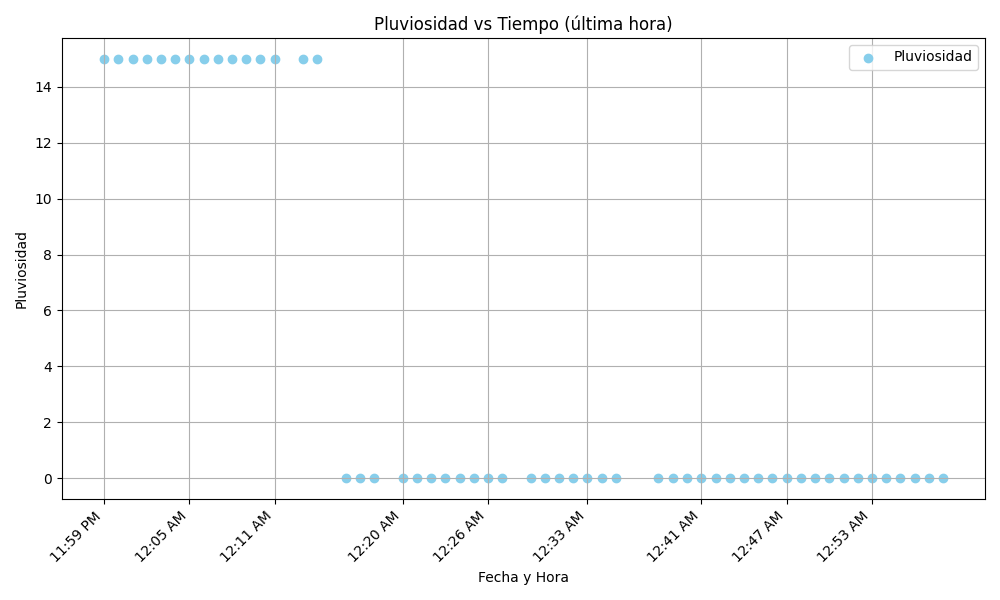 Pluviosidad vs Tiempo (última hora)
Pluviosidad
14
12
10
8
6
4
2
0
Pluviosidad
11:59 PM
12:05 AM
12:11 AM
12:20 AM
12:26 AM
12:33 AM
12:41 AM
12:47 AM
12:53 AM
Fecha y Hora